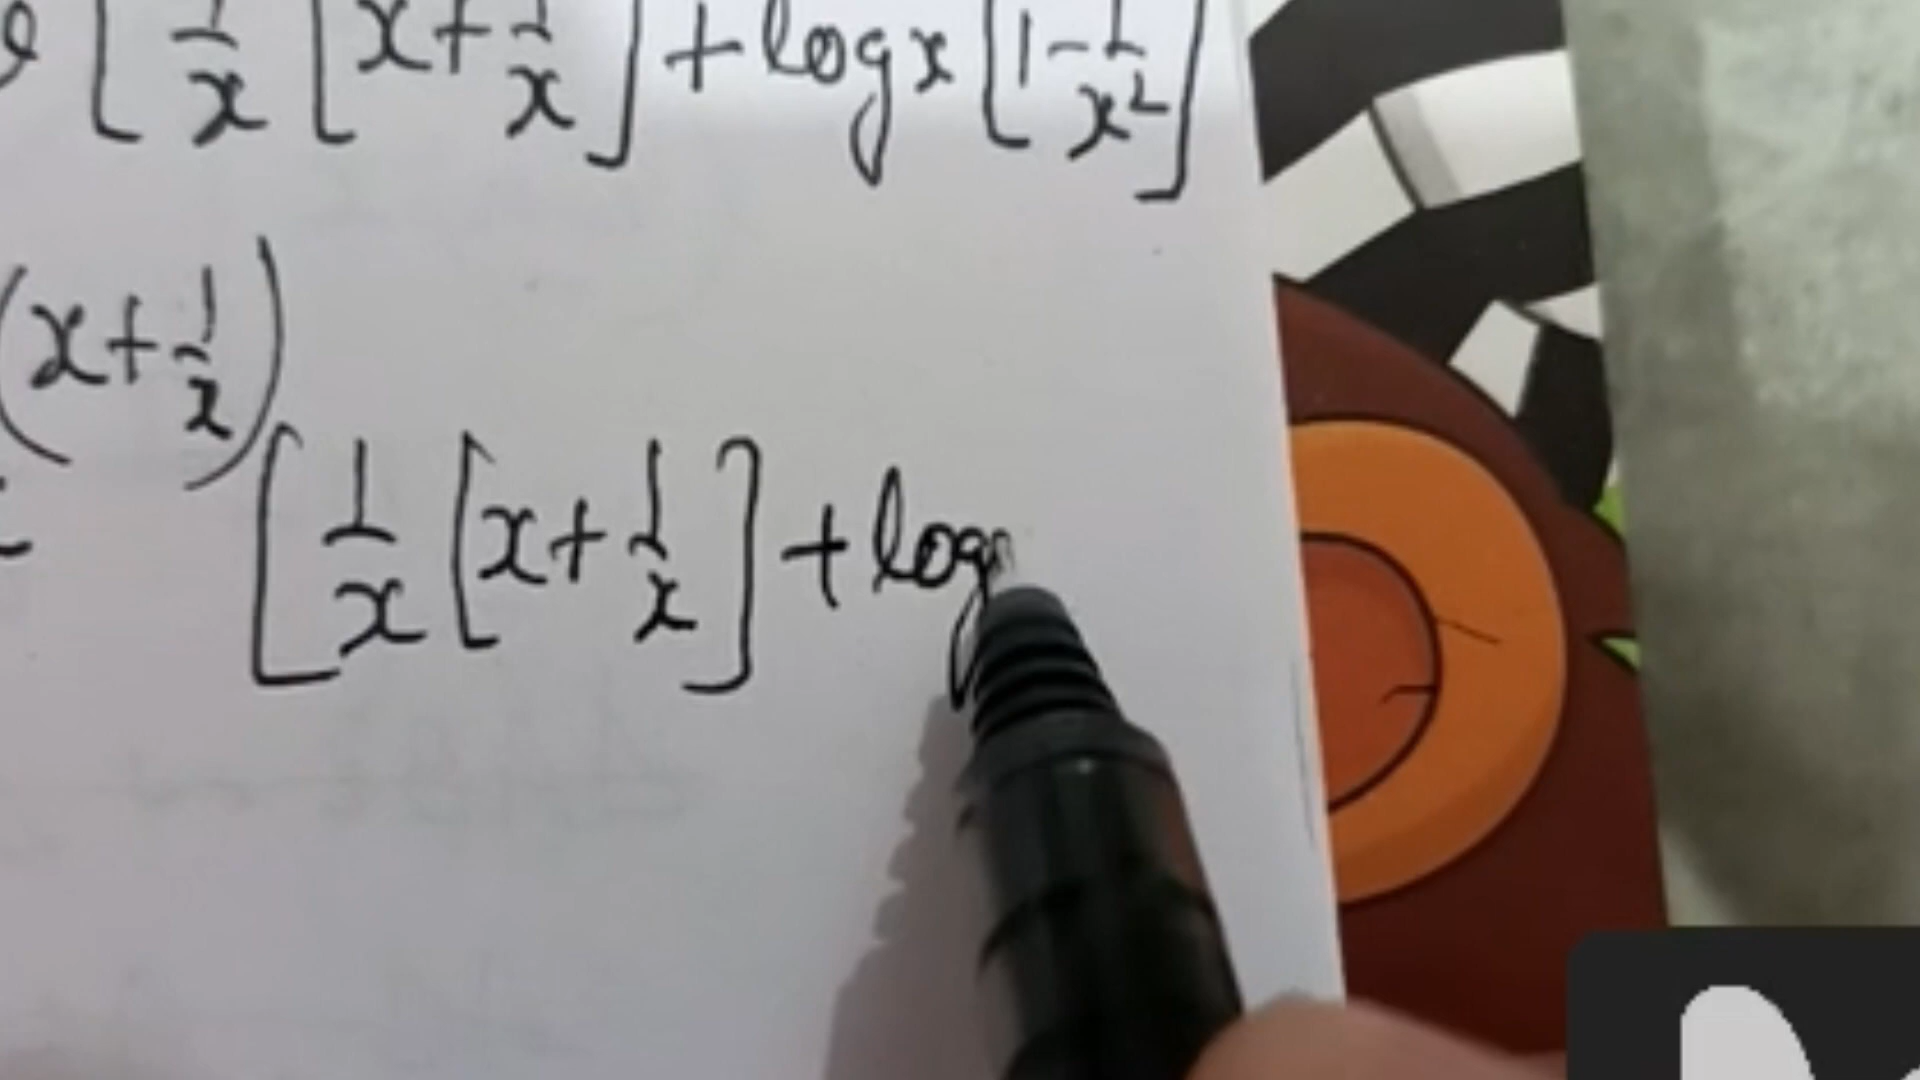 [1/x [x+1/x] + log x [1-1/x²]]
(x+1/x)
[1/x [x+1/x] + log